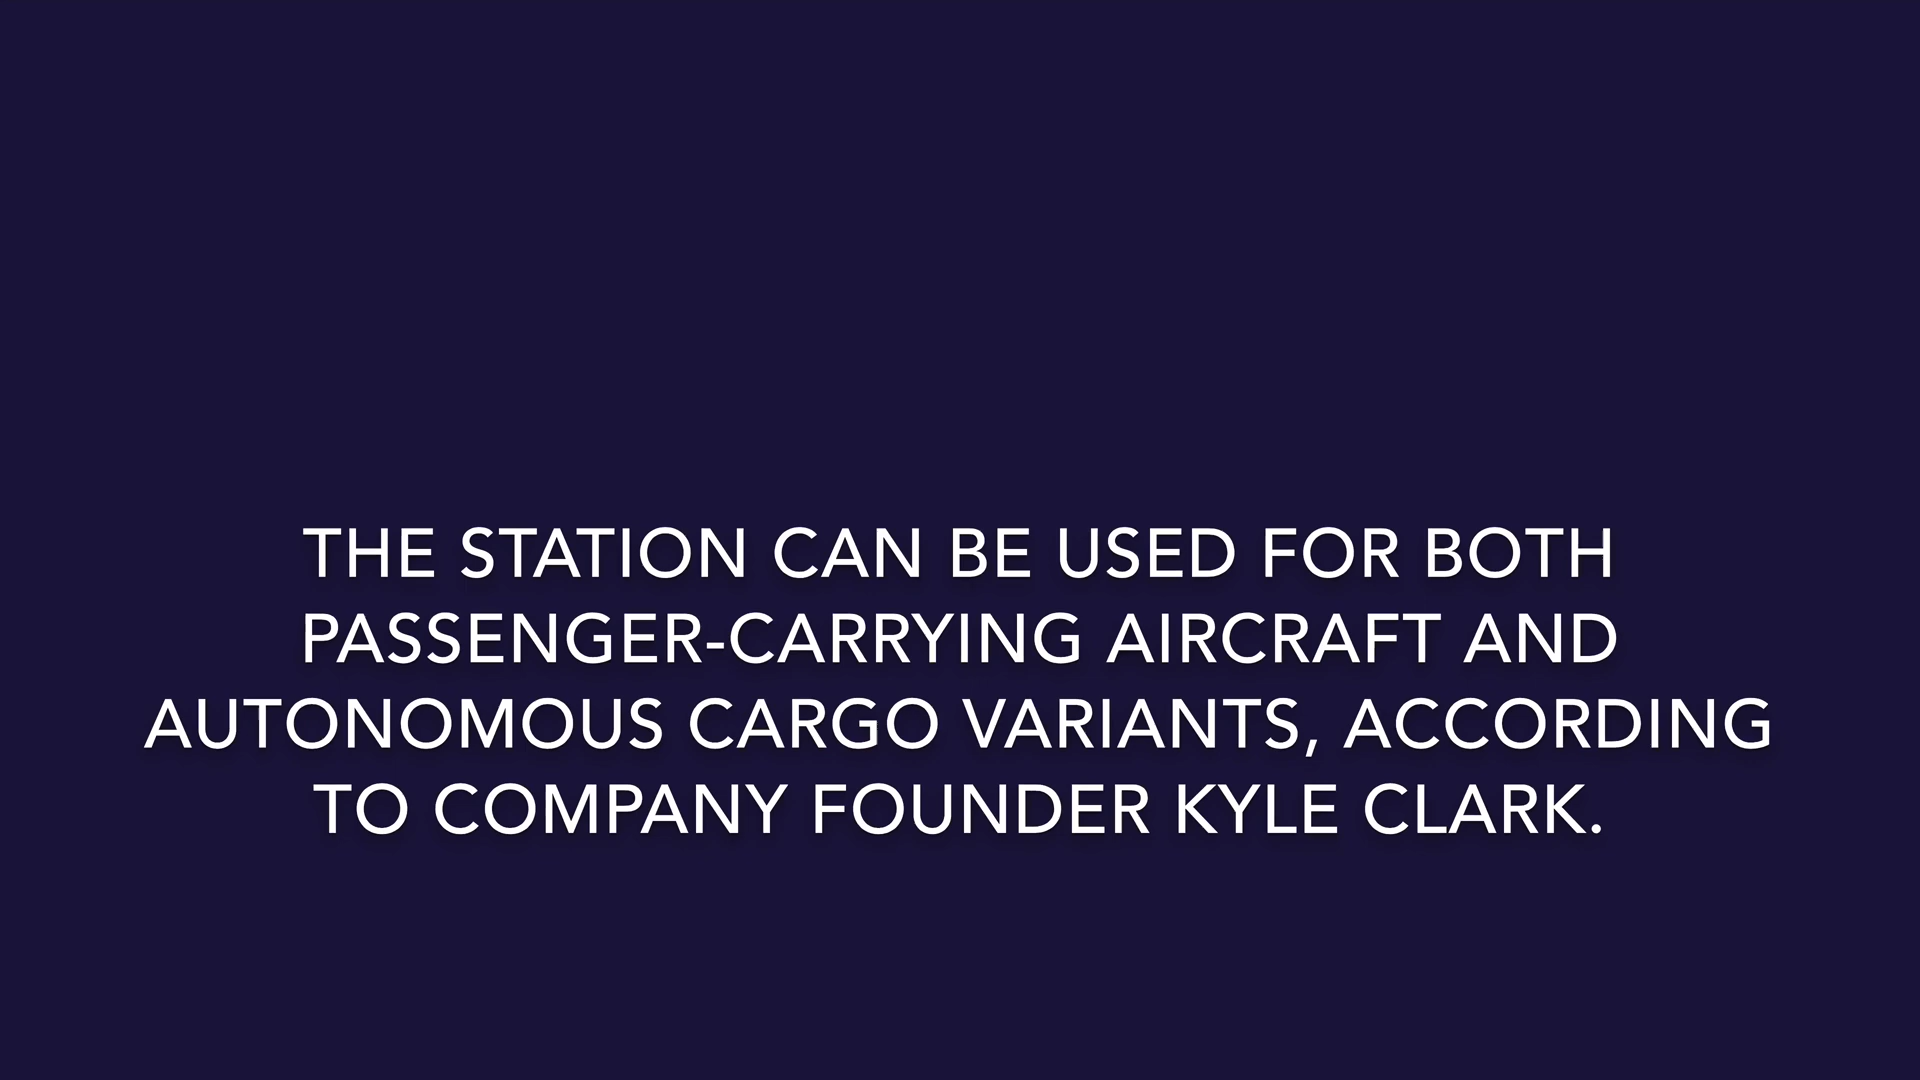 THE STATION CAN BE USED FOR BOTH
PASSENGER-CARRYING AIRCRAFT AND
AUTONOMOUS CARGO VARIANTS, ACCORDING
TO COMPANY FOUNDER KYLE CLARK.